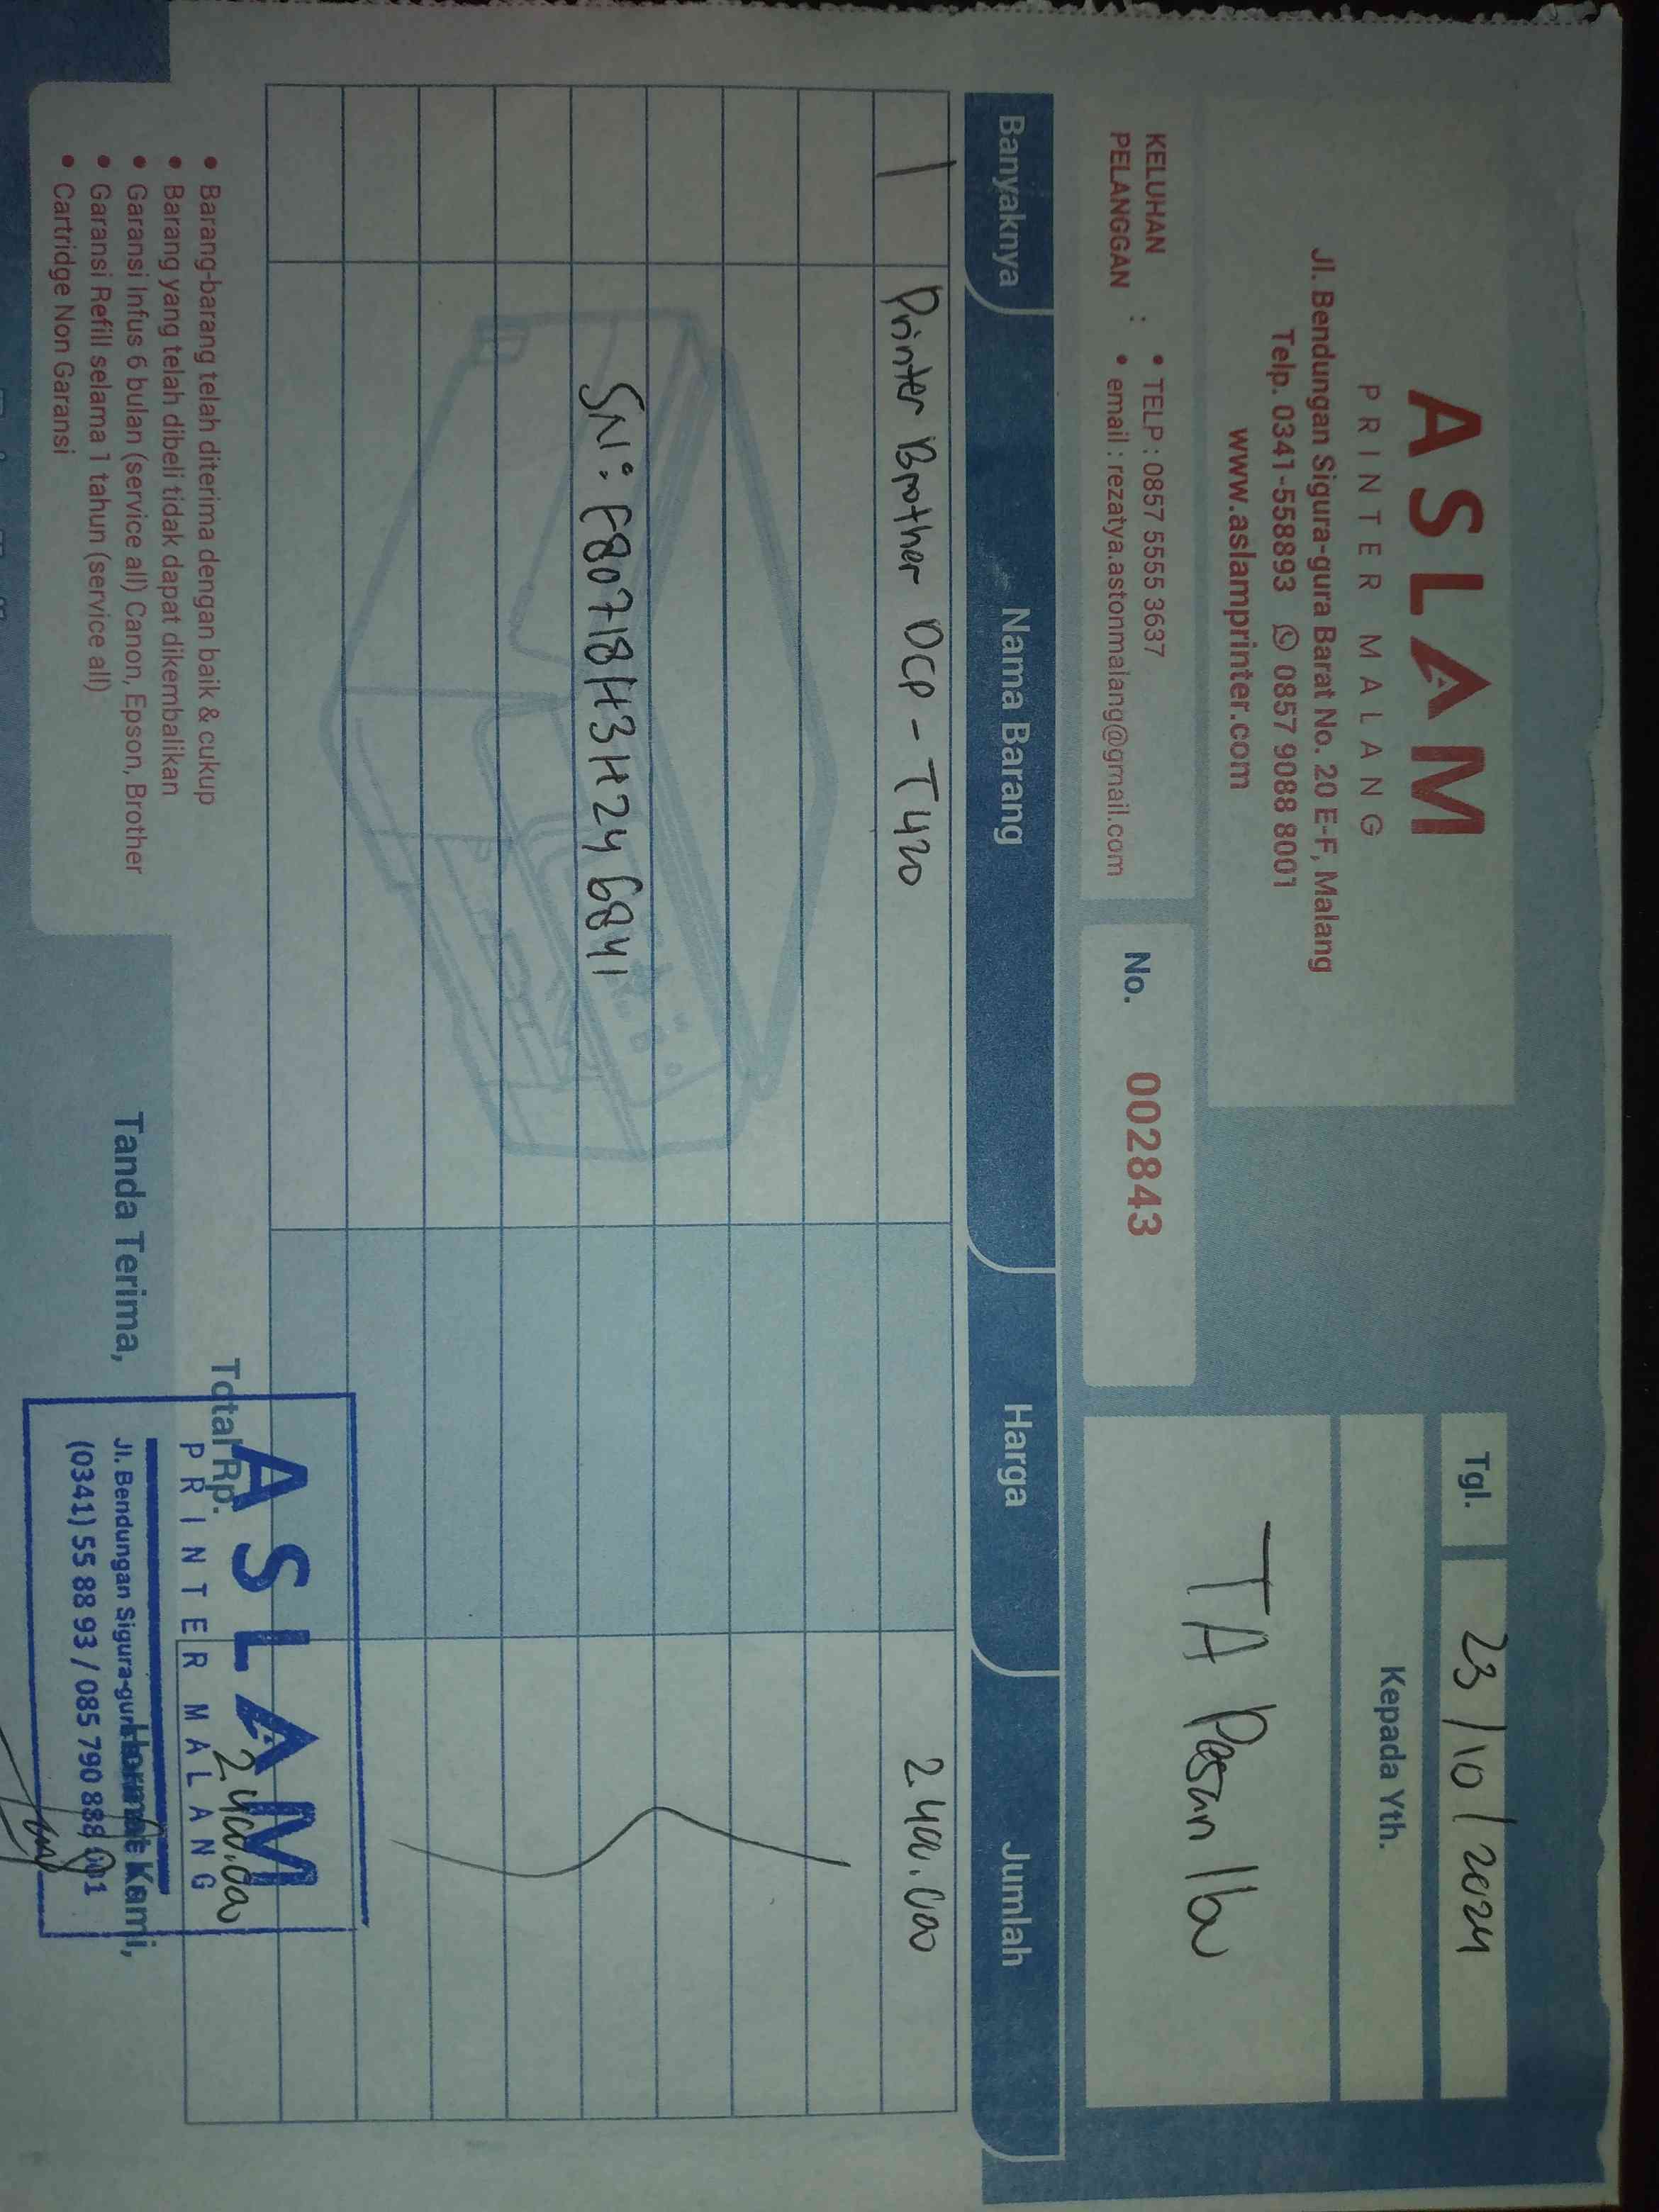 ASLAM
PRINTER MALANG
Jl. Bendungan Sigura-gura Barat No. 20 E-F, Malang
Telp. 0341-558893 0857 9088 8001
www.aslamprinter.com
Tgl. 23/10/2024
Kepada Yth.
TA Pesan Ibu
KELUHAN PELANGGAN :
• TELP : 0857 5555 3637
• email : rezatya.astonmalang@gmail.com
No. 002843
Banyaknya Nama Barang Harga Jumlah
1 Printer Brother DCP - T420 2.400.000
SN: E80718H3H246841
Total Rp. 2.400.000
• Barang-barang telah diterima dengan baik & cukup
• Barang yang telah dibeli tidak dapat dikembalikan
• Garansi Infus 6 bulan (service all) Canon, Epson, Brother
• Garansi Refill selama 1 tahun (service all)
• Cartridge Non Garansi
Tanda Terima,
Hormat Kami,
ASLAM
PRINTER MALANG
Jl. Bendungan Sigura-gura
(0341) 55 88 93 / 085 790 888 001